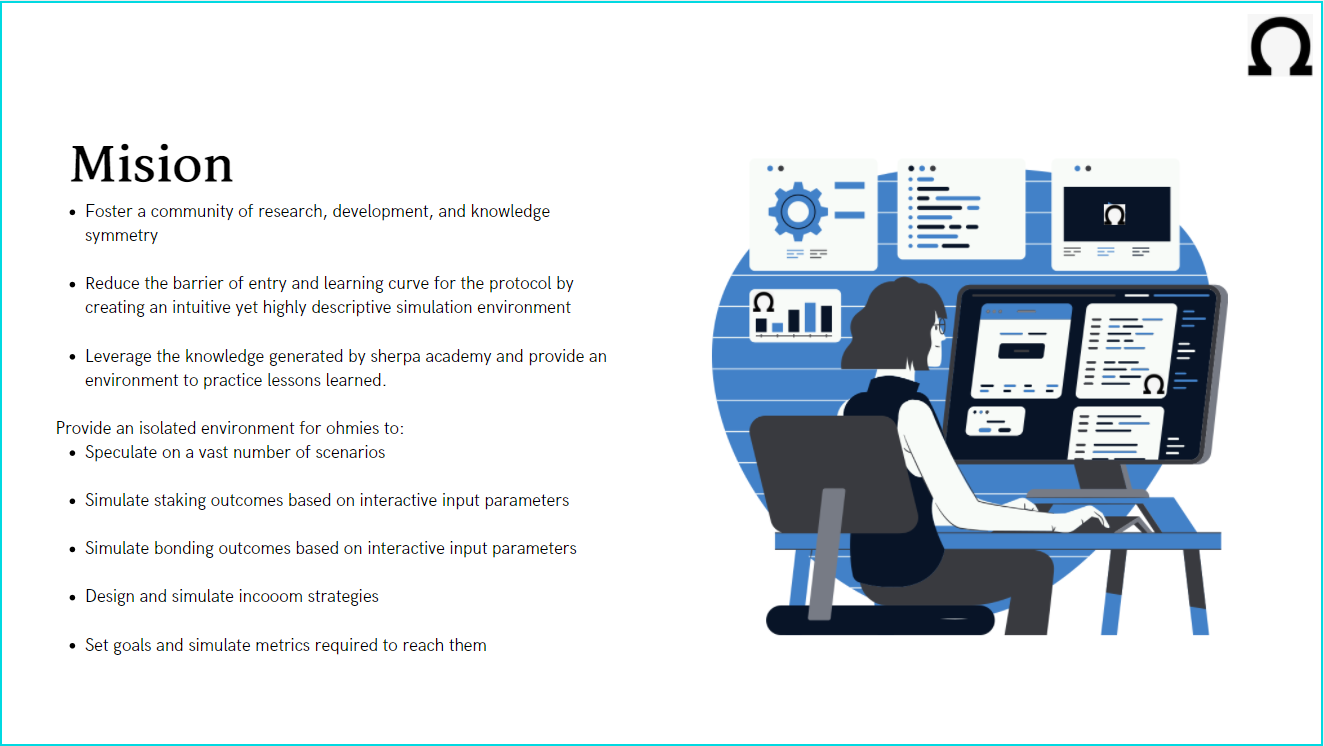 Ω
Mision
• Foster a community of research, development, and knowledge
symmetry
• Reduce the barrier of entry and learning curve for the protocol by
creating an intuitive yet highly descriptive simulation environment
• Leverage the knowledge generated by sherpa academy and provide an
environment to practice lessons learned.
Provide an isolated environment for ohmies to:
• Speculate on a vast number of scenarios
• Simulate staking outcomes based on interactive input parameters
• Simulate bonding outcomes based on interactive input parameters
• Design and simulate incooom strategies
• Set goals and simulate metrics required to reach them